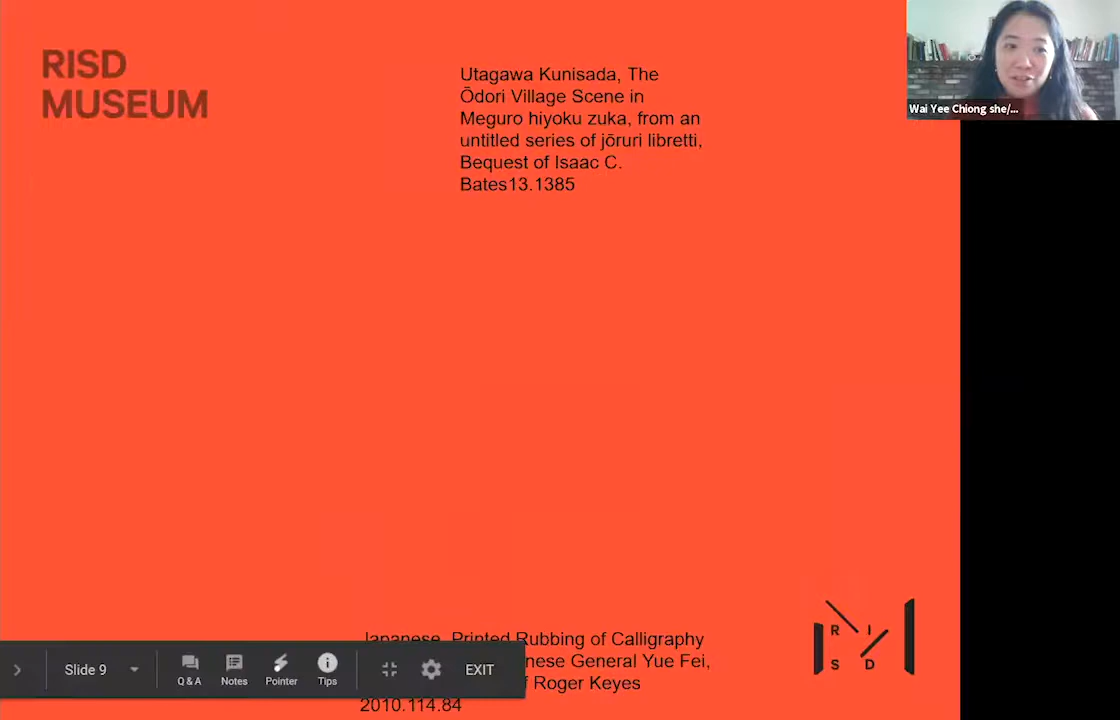 RISD
MUSEUM
Utagawa Kunisada, The
Ōdori Village Scene in
Meguro hiyoku zuka, from an
untitled series of jōruri libretti,
Bequest of Isaac C.
Bates13.1385
Wai Yee Chiong she/...
Japanese, Printed Rubbing of Calligraphy
General Yue Fei,
of Roger Keyes
2010.114.84
R I
S D
Slide 9
Q & A
Notes
Pointer
Tips
EXIT